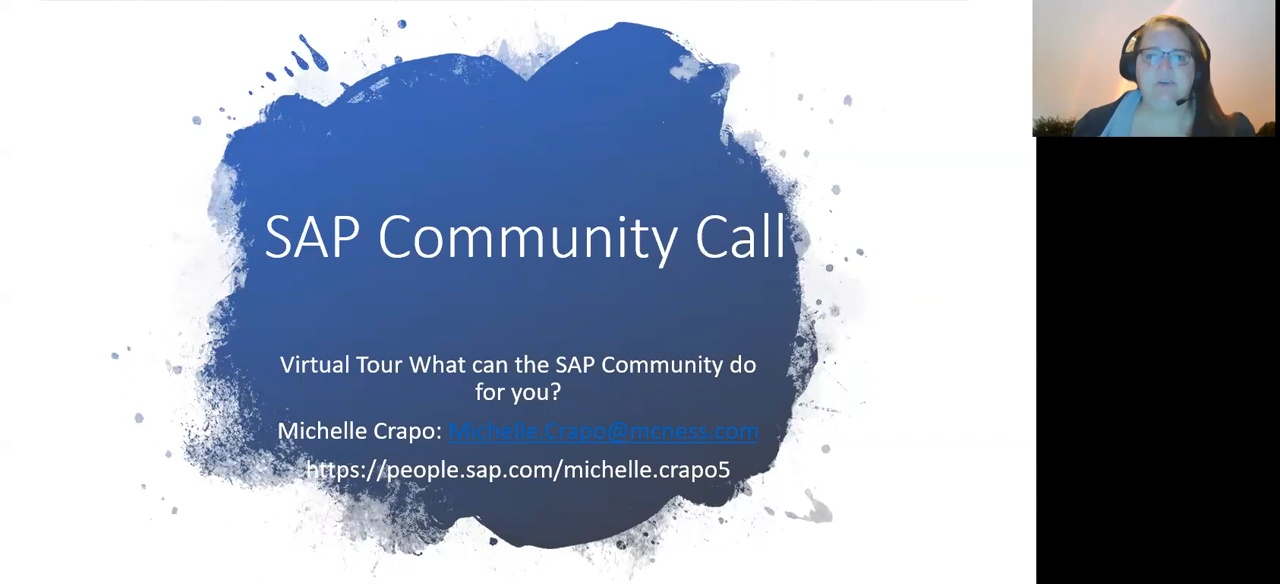 SAP Community Call
Virtual Tour What can the SAP Community do
for you?
Michelle Crapo: Michelle.Crapo@mcness.com
https://people.sap.com/michelle.crapo5